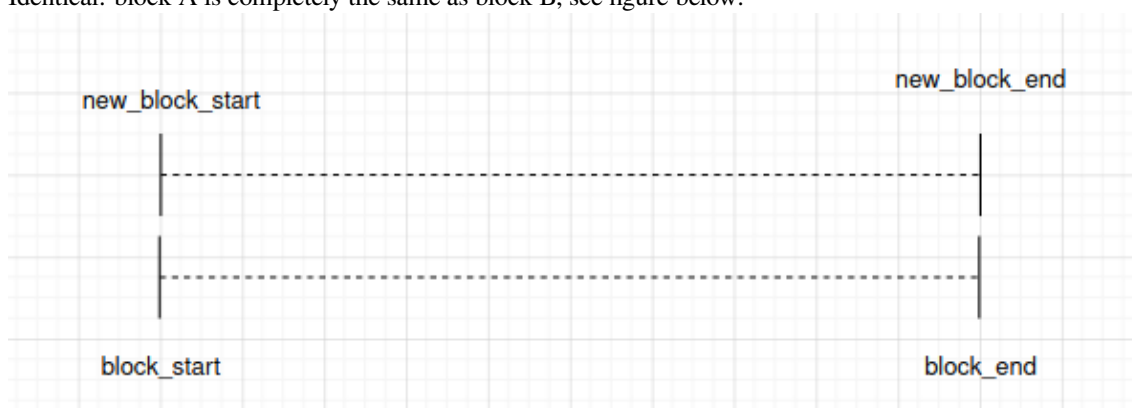 Identical: block A is completely the same as block B, see figure below:
new_block_start
new_block_end
block_start
block_end